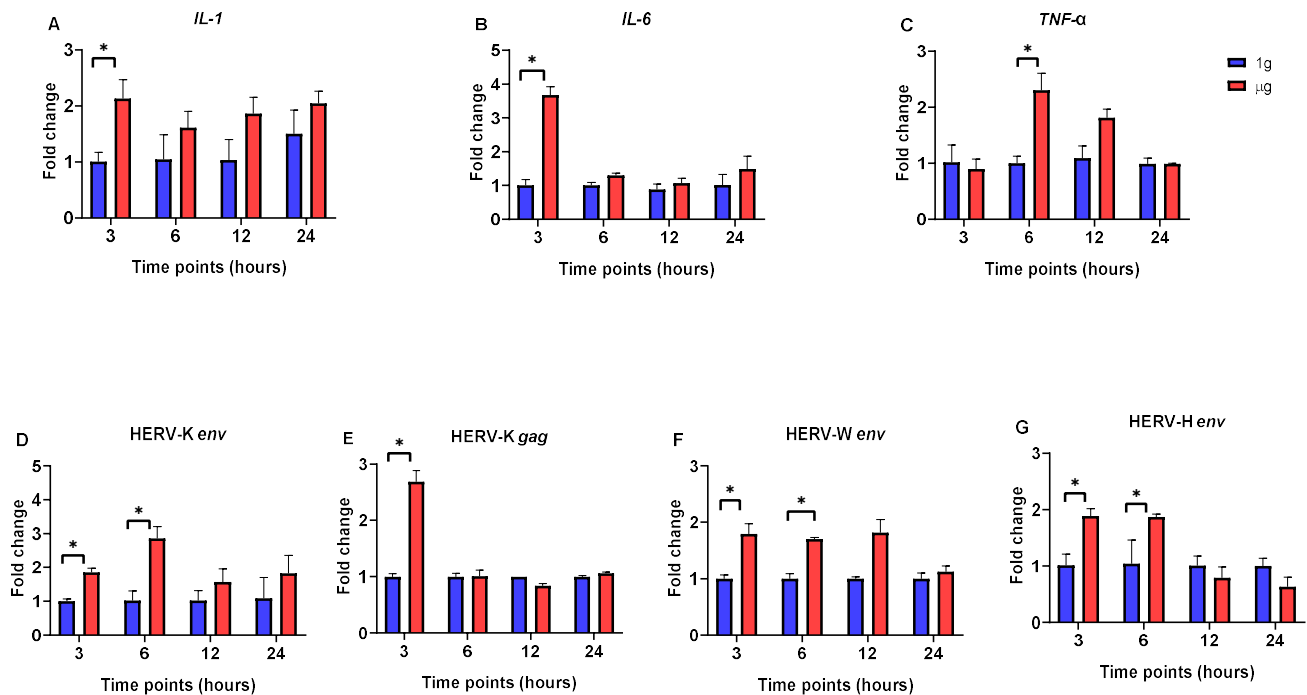 A
IL-1
*
Fold change
3
2
1
0
3 6 12 24
Time points (hours)
B
IL-6
*
Fold change
5
4
3
2
1
0
3 6 12 24
Time points (hours)
C
TNF-α
*
Fold change
3
2
1
0
3 6 12 24
Time points (hours)
1g
μg
D
HERV-K env
* *
Fold change
5
4
3
2
1
0
3 6 12 24
Time points (hours)
E
HERV-K gag
*
Fold change
3
2
1
0
3 6 12 24
Time points (hours)
F
HERV-W env
* *
Fold change
3
2
1
0
3 6 12 24
Time points (hours)
G
HERV-H env
* *
Fold change
3
2
1
0
3 6 12 24
Time points (hours)